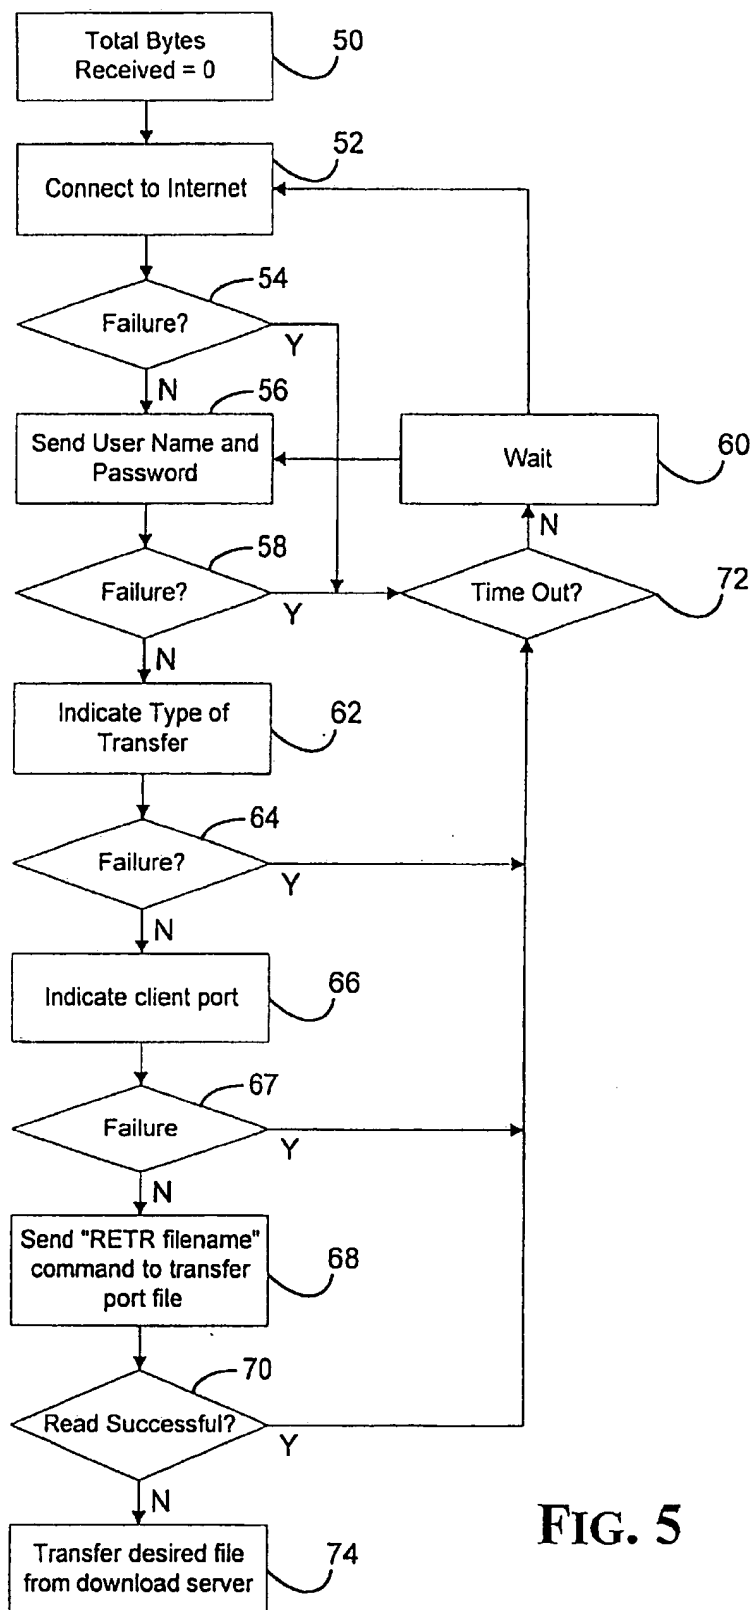 Total Bytes
Received = 0
50
Connect to Internet
52
Failure?
54
Y
N
Send User Name and
Password
56
Wait
60
N
Failure?
58
Y
Time Out?
72
N
Indicate Type of
Transfer
62
Failure?
64
Y
N
Indicate client port
66
Failure
67
Y
N
Send "RETR filename"
command to transfer
port file
68
Read Successful?
70
Y
N
Transfer desired file
from download server
74
FIG. 5